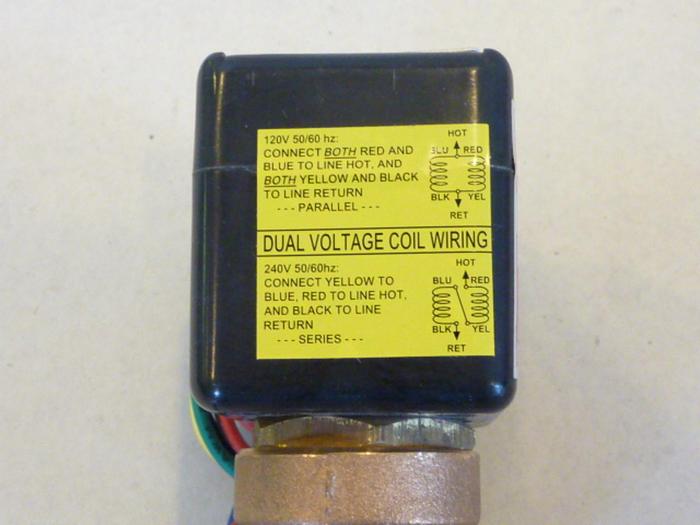 120V 50/60 hz:
CONNECT BOTH RED AND
BLUE TO LINE HOT, AND
BOTH YELLOW AND BLACK
TO LINE RETURN
--- PARALLEL ---
HOT
BLU RED
BLK YEL
RET
DUAL VOLTAGE COIL WIRING
240V 50/60hz:
CONNECT YELLOW TO
BLUE, RED TO LINE HOT,
AND BLACK TO LINE
RETURN
--- SERIES ---
HOT
BLU RED
BLK YEL
RET